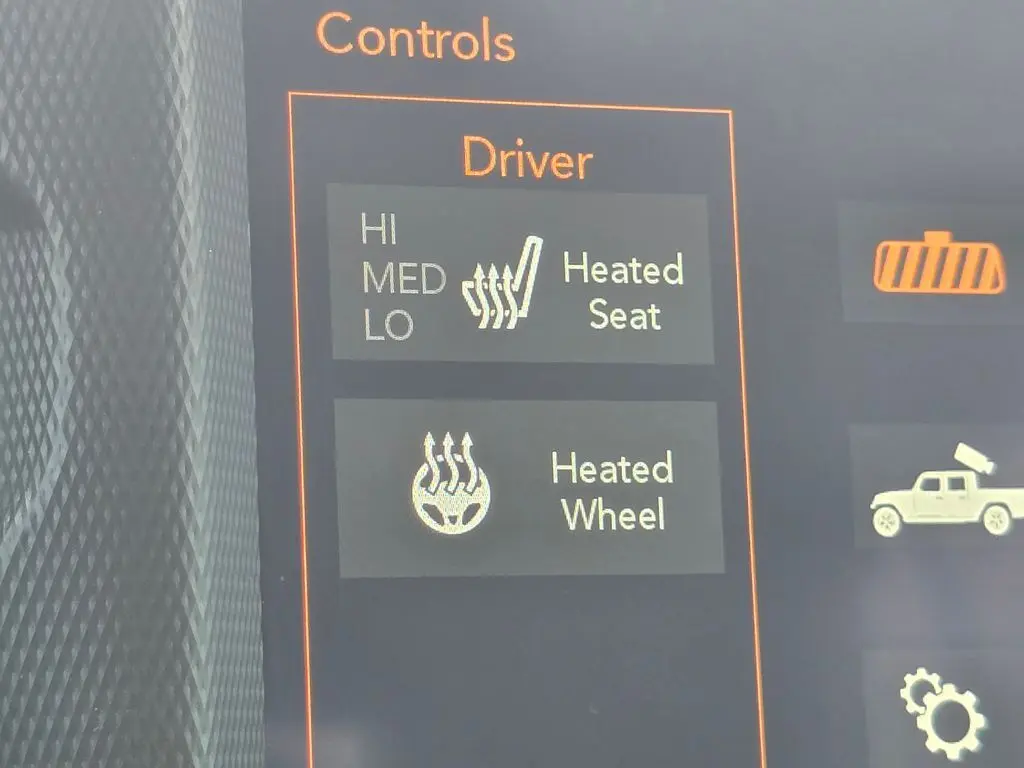 Controls
Driver
HI
MED
LO
Heated
Seat
Heated
Wheel